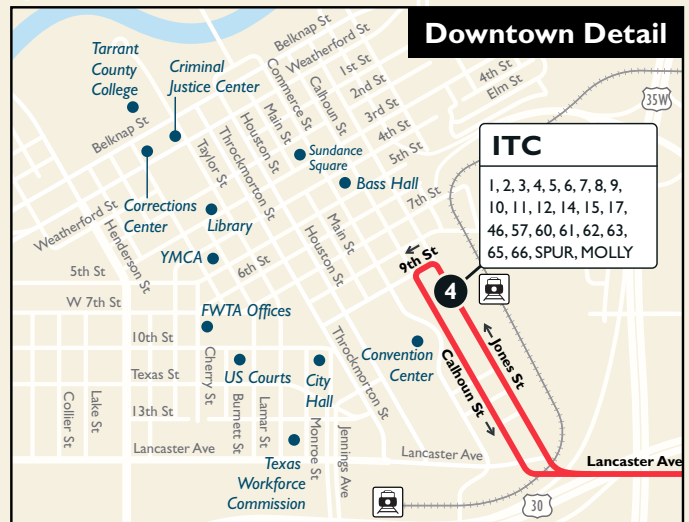 Downtown Detail
Belknap St
Weatherford St
1st St
2nd St
3rd St
4th St
5th St
7th St
4th St
Elm St
35W
Commerce St
Calhoun St
Main St
Houston St
Throckmorton St
Taylor St
Tarrant
County
College
Criminal
Justice Center
Belknap St
Weatherford St
Henderson St
Corrections
Center
Library
YMCA
Sundance
Square
Bass Hall
ITC
1, 2, 3, 4, 5, 6, 7, 8, 9,
10, 11, 12, 14, 15, 17,
46, 57, 60, 61, 62, 63,
65, 66, SPUR, MOLLY
Main St
Houston St
9th St
4
6th St
5th St
W 7th St
FWTA Offices
10th St
Texas St
13th St
Lancaster Ave
Collier St
Lake St
Cherry St
US Courts
Burnett St
Lamar St
City
Hall
Monroe St
Jennings Ave
Throckmorton St
Convention
Center
Calhoun St
Jones St
Texas
Workforce
Commission
Lancaster Ave
Lancaster Ave
30